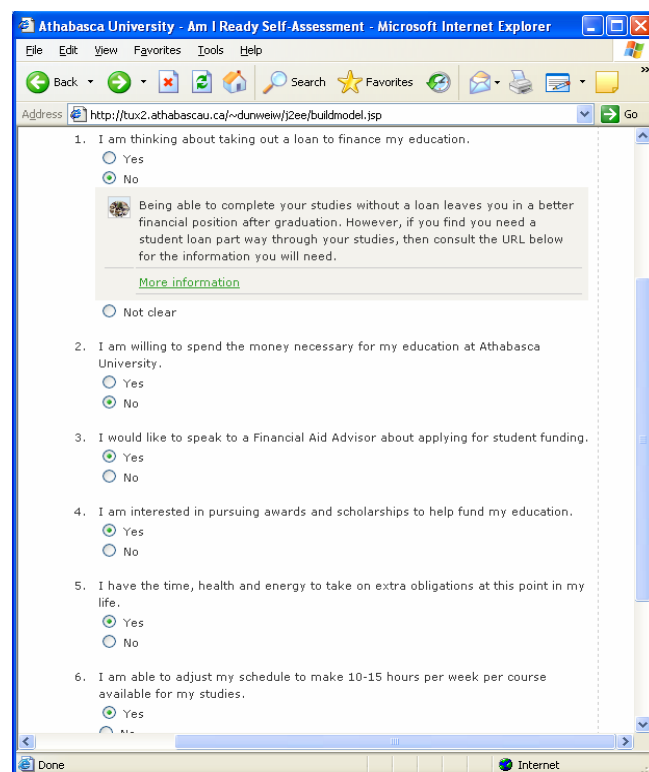 Athabasca University - Am I Ready Self-Assessment - Microsoft Internet Explorer
File Edit View Favorites Tools Help
Back Search Favorites »
Address http://tux2.athabascau.ca/~dunweiw/j2ee/buildmodel.jsp Go
1. I am thinking about taking out a loan to finance my education.
Yes
No
Being able to complete your studies without a loan leaves you in a better
financial position after graduation. However, if you find you need a
student loan part way through your studies, then consult the URL below
for the information you will need.
More information
Not clear
2. I am willing to spend the money necessary for my education at Athabasca
University.
Yes
No
3. I would like to speak to a Financial Aid Advisor about applying for student funding.
Yes
No
4. I am interested in pursuing awards and scholarships to help fund my education.
Yes
No
5. I have the time, health and energy to take on extra obligations at this point in my
life.
Yes
No
6. I am able to adjust my schedule to make 10-15 hours per week per course
available for my studies.
Yes
No
Done Internet